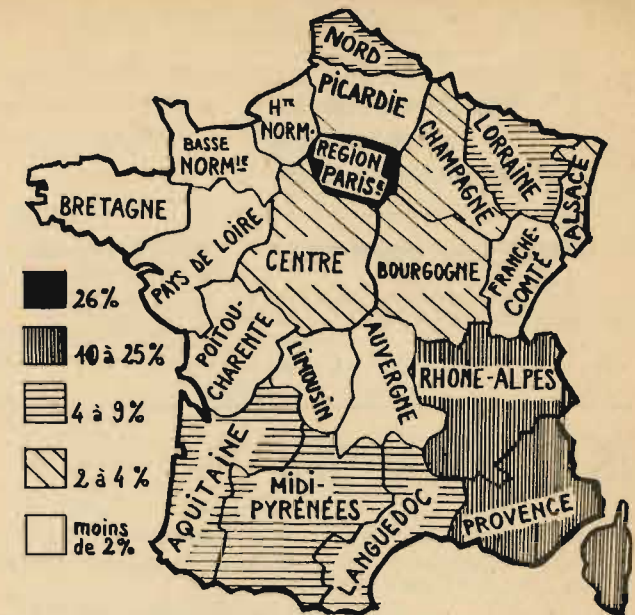 NORD
PICARDIE
Hte
NORM.
BASSE
NORMIE
REGION
PARISE
CHAMPAGNE
LORRAINE
ALSACE
BRETAGNE
PAYS DE LOIRE
CENTRE
BOURGOGNE
FRANCHE-
COMTÉ
POITOU-
CHARENTE
LIMOUSIN
AUVERGNE
RHONE-ALPES
AQUITAINE
MIDI-
PYRÉNÉES
LANGUEDOC
PROVENCE
26%
10 à 25%
4 à 9%
2 à 4%
moins
de 2%